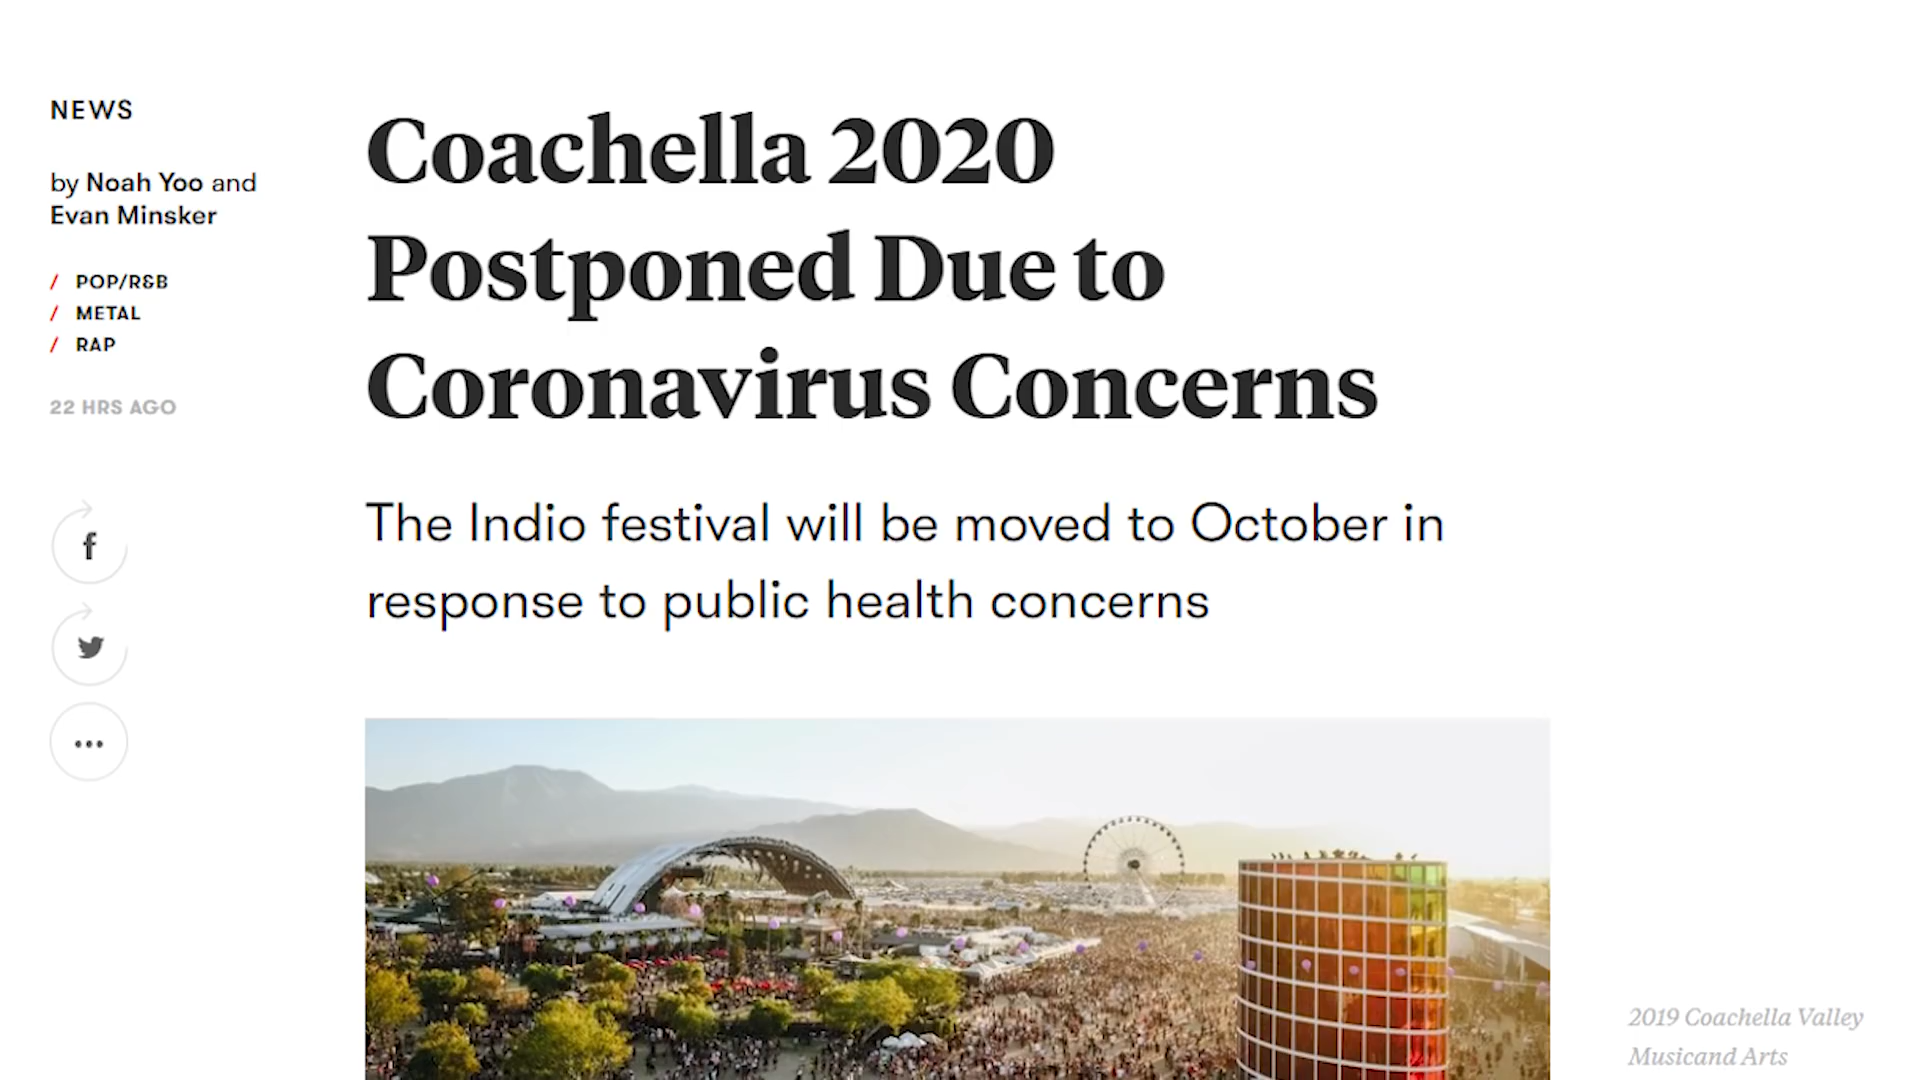 NEWS
by Noah Yoo and
Evan Minsker
/ POP/R&B
/ METAL
/ RAP
22 HRS AGO
f
Coachella 2020
Postponed Due to
Coronavirus Concerns
The Indio festival will be moved to October in
response to public health concerns
2019 Coachella Valley
Musicand Arts